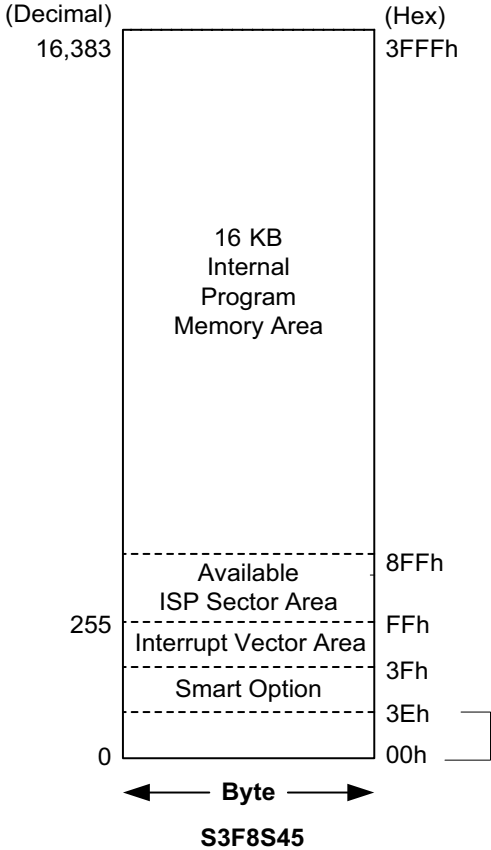 (Decimal)
(Hex)
16,383
3FFFh
16 KB
Internal
Program
Memory Area
8FFh
Available
ISP Sector Area
255
FFh
Interrupt Vector Area
3Fh
Smart Option
3Eh
0
00h
Byte
S3F8S45